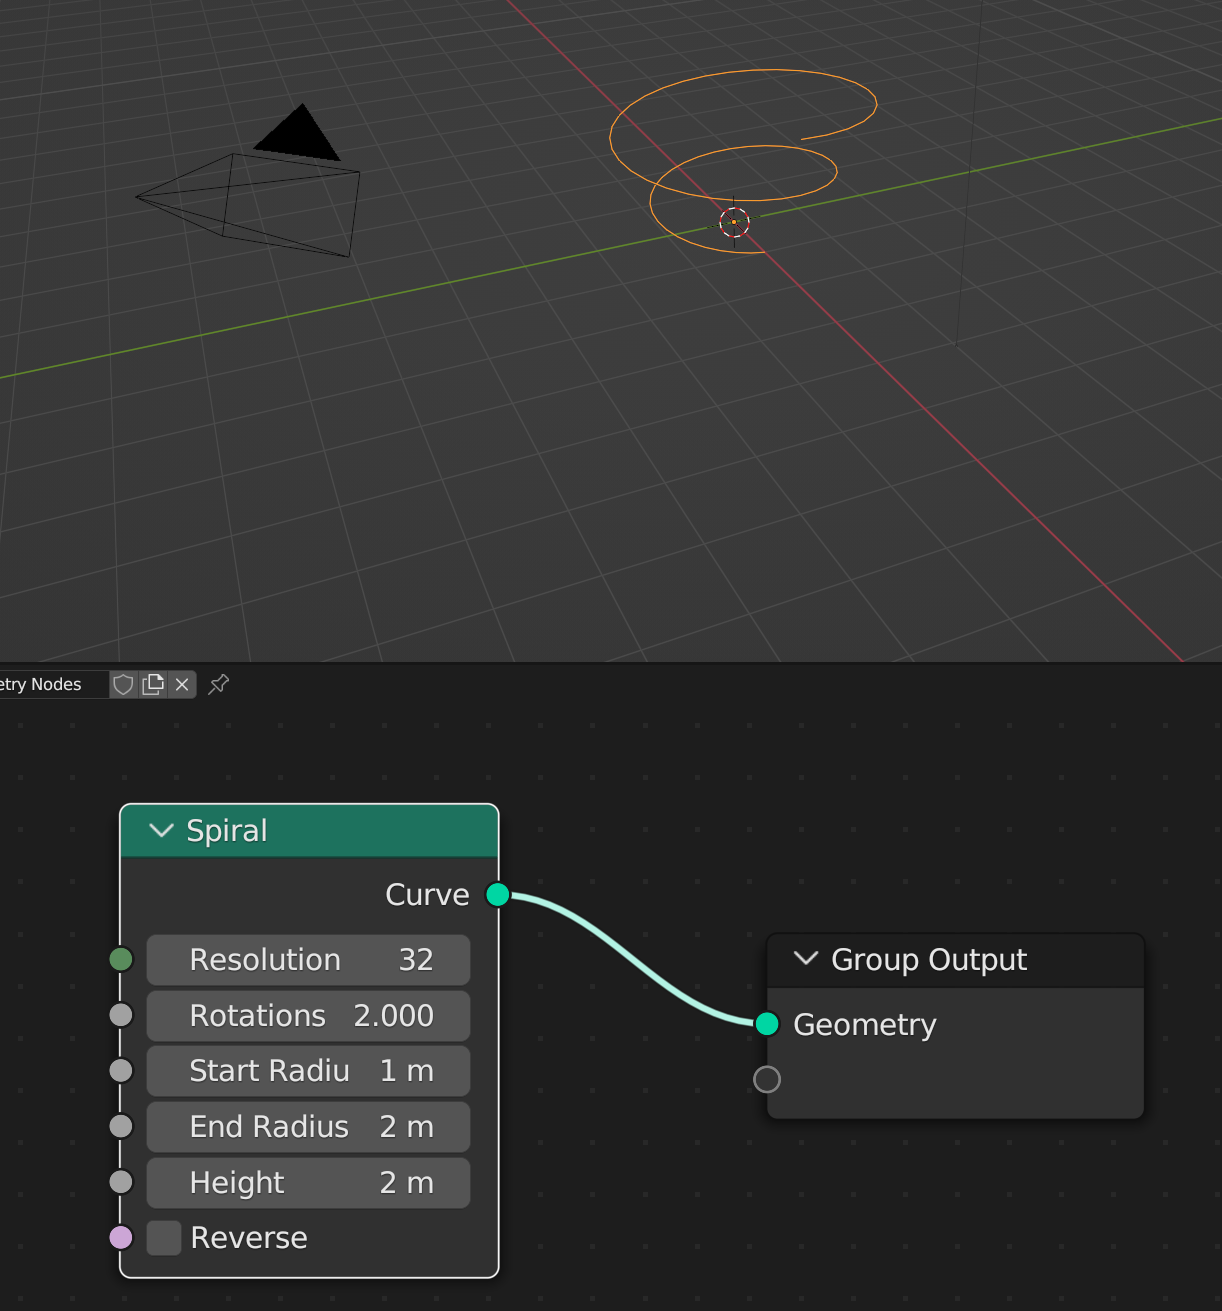 etry Nodes
Spiral
Curve
Resolution 32
Rotations 2.000
Start Radiu 1 m
End Radius 2 m
Height 2 m
Reverse
Group Output
Geometry